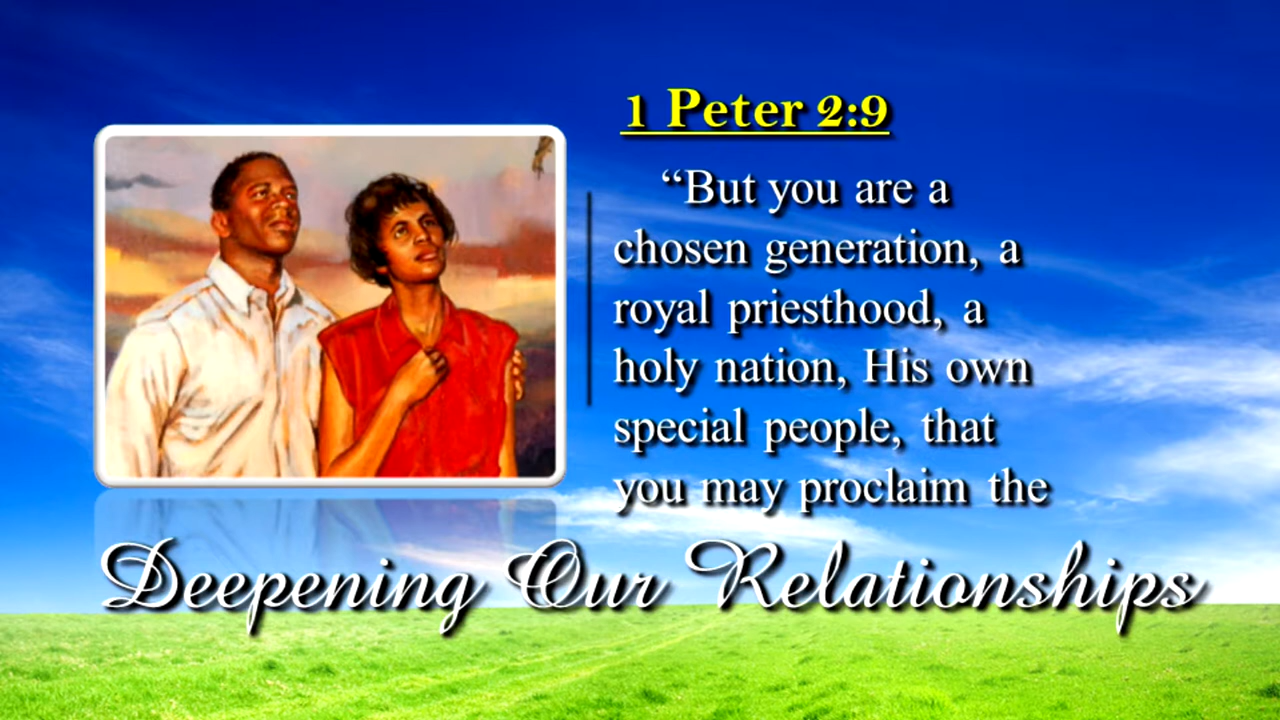 1 Peter 2:9
“But you are a
chosen generation, a
royal priesthood, a
holy nation, His own
special people, that
you may proclaim the
Deepening Our Relationships